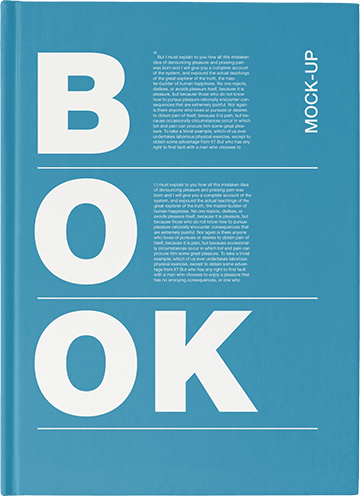 B
"
But I must explain to you how all this mistaken idea
of denouncing pleasure and praising pain
was born and I will give you a complete account
of the system, and expound the actual teachings
of the great explorer of the truth, the mas-
ter-builder of human happiness. No one rejects,
dislikes, or avoids pleasure itself, because it is
pleasure, but because those who do not know
how to pursue pleasure rationally encounter con-
sequences that are extremely painful. Nor again
is there anyone who loves or pursues or desires
to obtain pain of itself, because it is pain, but be-
cause occasionally circumstances occur in which
toil and pain can procure him some great plea-
sure. To take a trivial example, which of us ever
undertakes laborious physical exercise, except to
obtain some advantage from it? But who has any
right to find fault with a man who chooses to
MOCK-UP
O
I must explain to you how all this mistaken idea
of denouncing pleasure and praising pain was
born and I will give you a complete account of the
system, and expound the actual teachings of the
great explorer of the truth, the master-builder of
human happiness. No one rejects, dislikes, or
avoids pleasure itself, because it is pleasure, but
because those who do not know how to pursue
pleasure rationally encounter consequences that
are extremely painful. Nor again is there anyone
who loves or pursues or desires to obtain pain of
itself, because it is pain, but because occasional-
ly circumstances occur in which toil and pain can
procure him some great pleasure. To take a trivial
example, which of us ever undertakes laborious
physical exercise, except to obtain some advan-
tage from it? But who has any right to find fault
with a man who chooses to enjoy a pleasure that
has no annoying consequences, or one who
OK